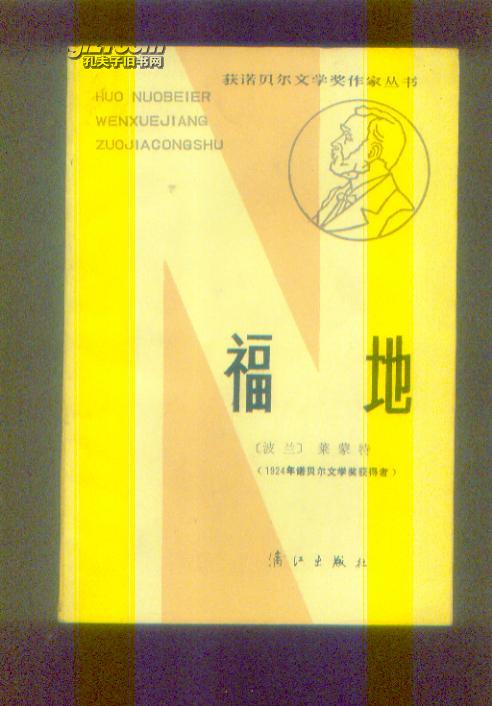 孔夫子旧书网
获诺贝尔文学奖作家丛书
HUO NUOBEIER
WENXUEJIANG
ZUOJIACONGSHU
福 地
〔波兰〕 莱蒙特
（1924年诺贝尔文学奖获得者）
漓江出版社